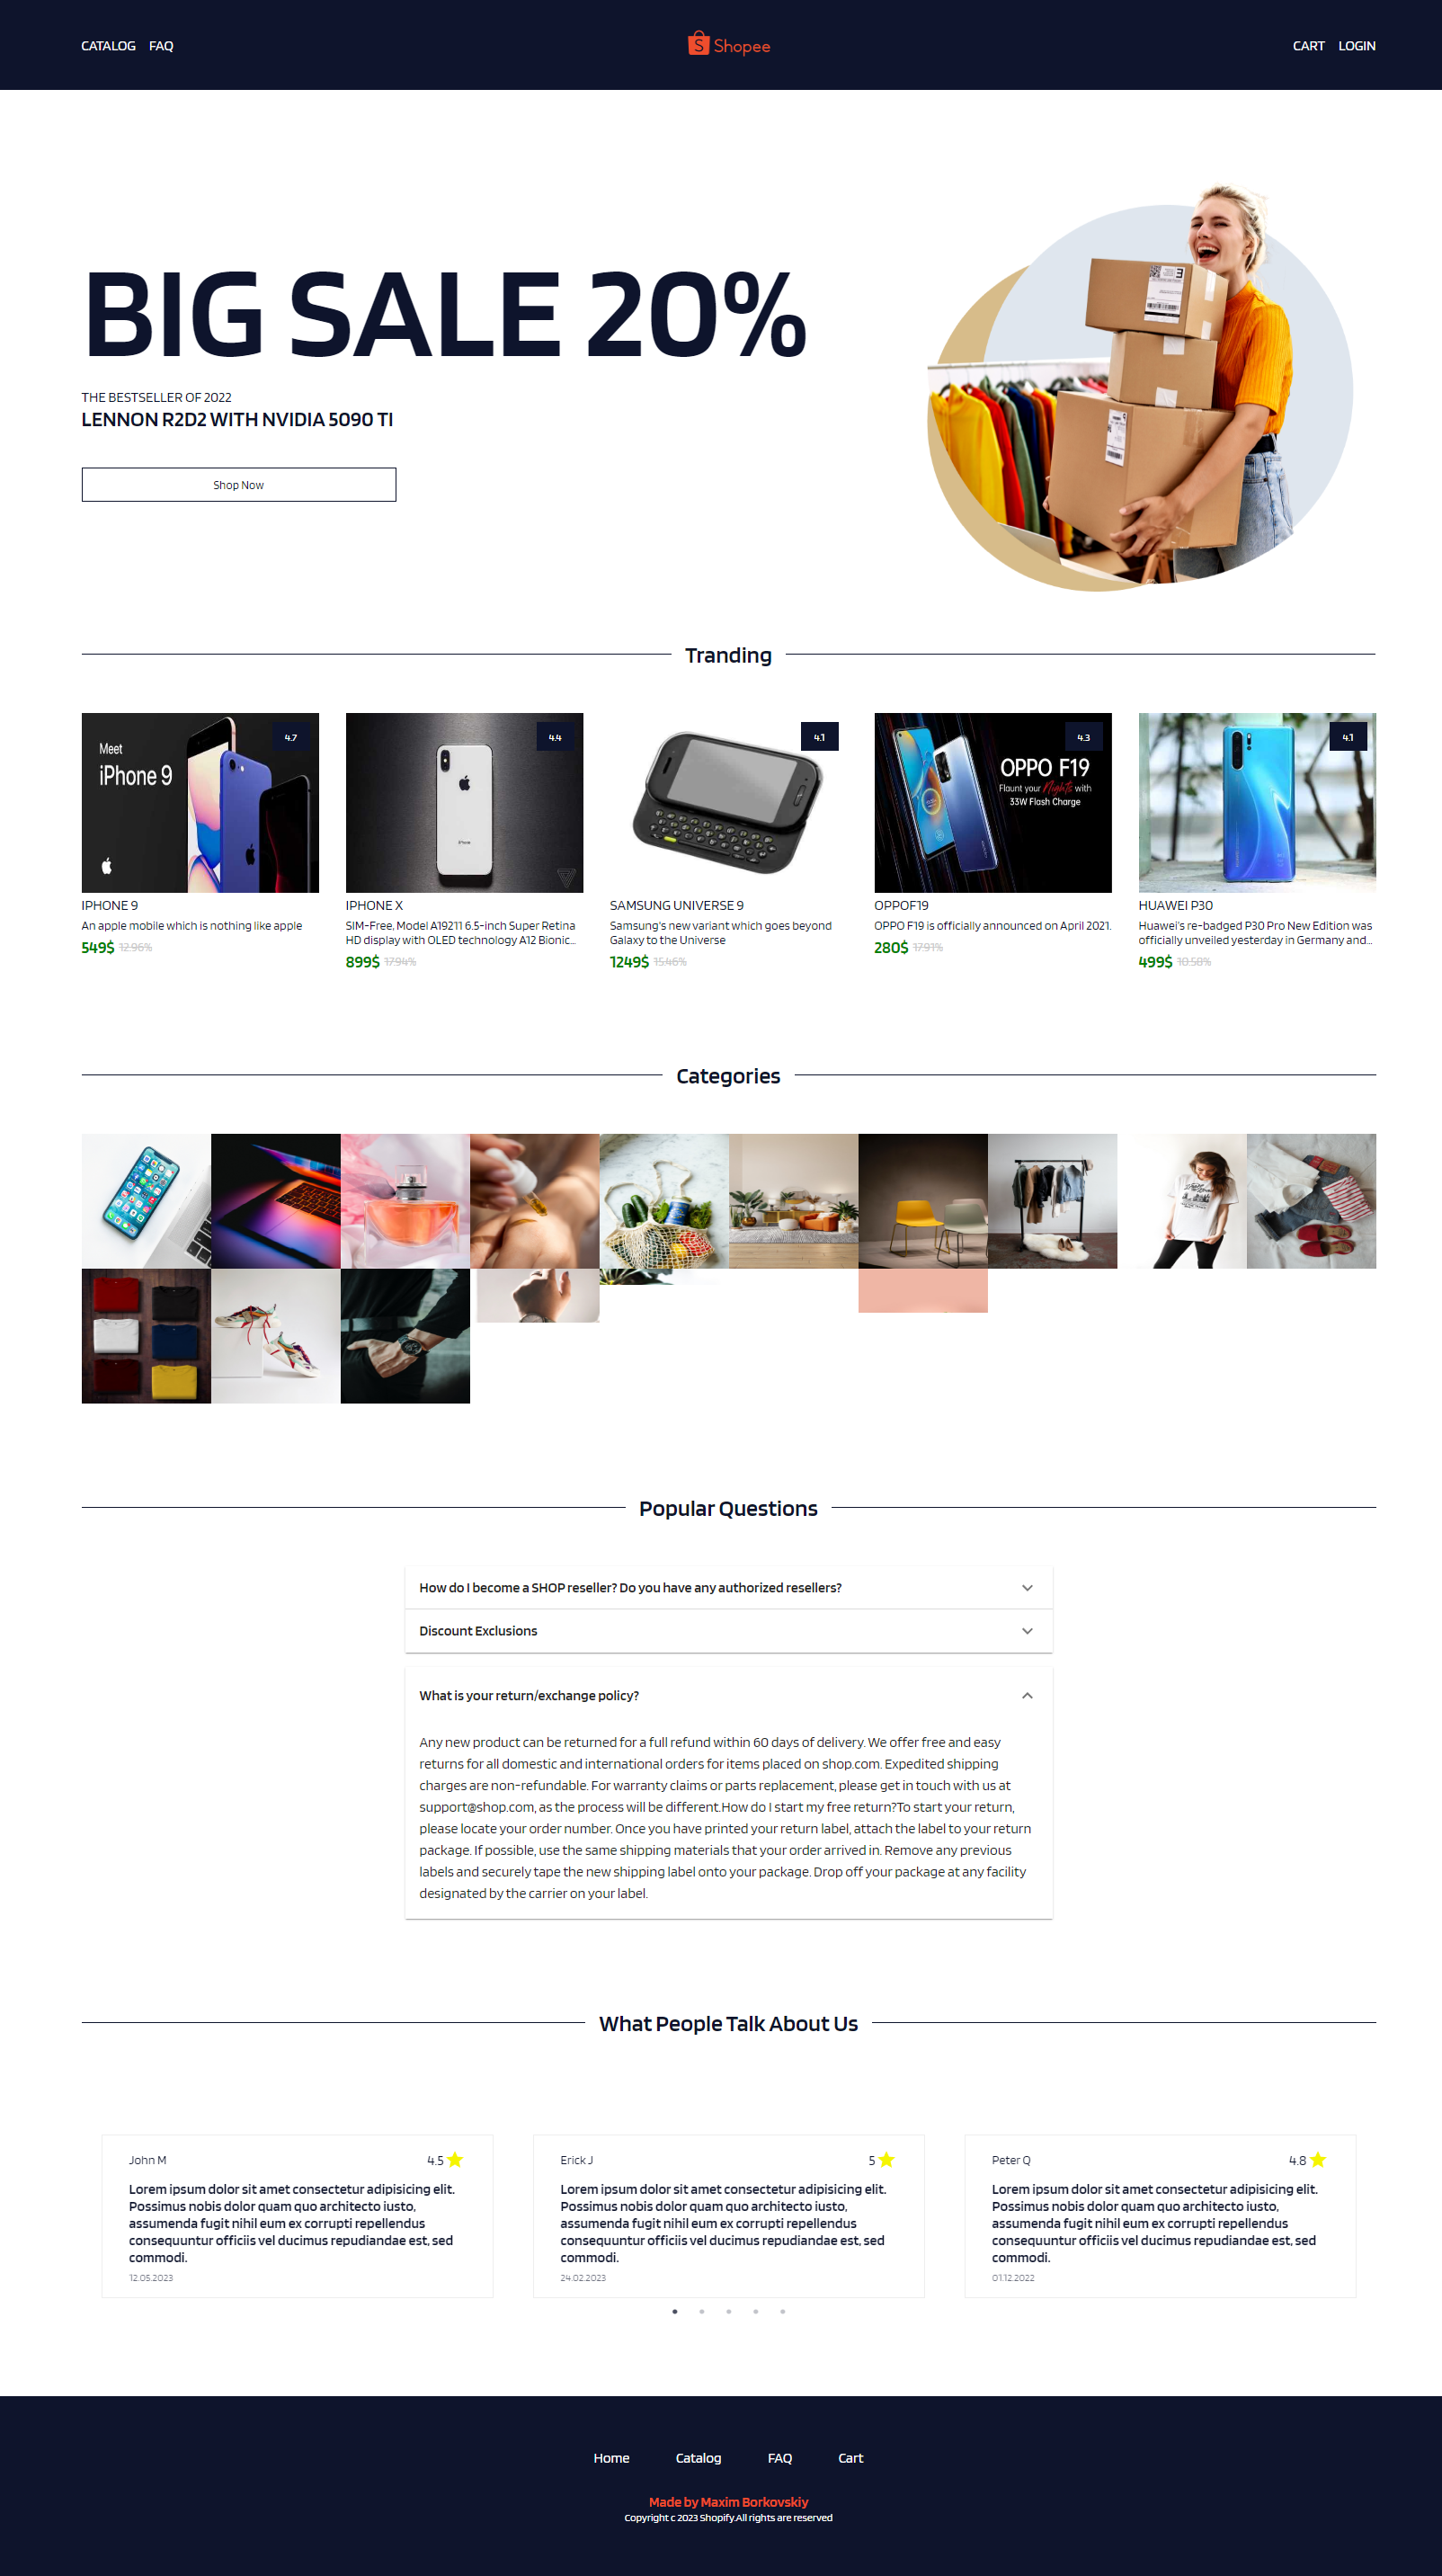 CATALOG FAQ
Shopee
CART LOGIN
BIG SALE 20%
THE BESTSELLER OF 2022
LENNON R2D2 WITH NVIDIA 5090 TI
Shop Now
Tranding
Meet
iPhone 9
4.7
IPHONE 9
An apple mobile which is nothing like apple
549$ 12.96%
4.4
IPHONE X
SIM-Free, Model A19211 6.5-inch Super Retina
HD display with OLED technology A12 Bionic...
899$ 17.94%
4.1
SAMSUNG UNIVERSE 9
Samsung's new variant which goes beyond
Galaxy to the Universe
1249$ 15.46%
4.3
OPPO F19
Flaunt your Nights with
33W Flash Charge
OPPOF19
OPPO F19 is officially announced on April 2021.
280$ 17.91%
4.1
HUAWEI P30
Huawei's re-badged P30 Pro New Edition was
officially unveiled yesterday in Germany and...
499$ 10.58%
Categories
Popular Questions
How do I become a SHOP reseller? Do you have any authorized resellers?
Discount Exclusions
What is your return/exchange policy?
Any new product can be returned for a full refund within 60 days of delivery. We offer free and easy
returns for all domestic and international orders for items placed on shop.com. Expedited shipping
charges are non-refundable. For warranty claims or parts replacement, please get in touch with us at
support@shop.com, as the process will be different.How do I start my free return?To start your return,
please locate your order number. Once you have printed your return label, attach the label to your return
package. If possible, use the same shipping materials that your order arrived in. Remove any previous
labels and securely tape the new shipping label onto your package. Drop off your package at any facility
designated by the carrier on your label.
What People Talk About Us
John M 4.5
Lorem ipsum dolor sit amet consectetur adipisicing elit.
Possimus nobis dolor quam quo architecto iusto,
assumenda fugit nihil eum ex corrupti repellendus
consequuntur officiis vel ducimus repudiandae est, sed
commodi.
12.05.2023
Erick J 5
Lorem ipsum dolor sit amet consectetur adipisicing elit.
Possimus nobis dolor quam quo architecto iusto,
assumenda fugit nihil eum ex corrupti repellendus
consequuntur officiis vel ducimus repudiandae est, sed
commodi.
24.02.2023
Peter Q 4.8
Lorem ipsum dolor sit amet consectetur adipisicing elit.
Possimus nobis dolor quam quo architecto iusto,
assumenda fugit nihil eum ex corrupti repellendus
consequuntur officiis vel ducimus repudiandae est, sed
commodi.
01.12.2022
Home Catalog FAQ Cart
Made by Maxim Borkovskiy
Copyright c 2023 Shopify.All rights are reserved